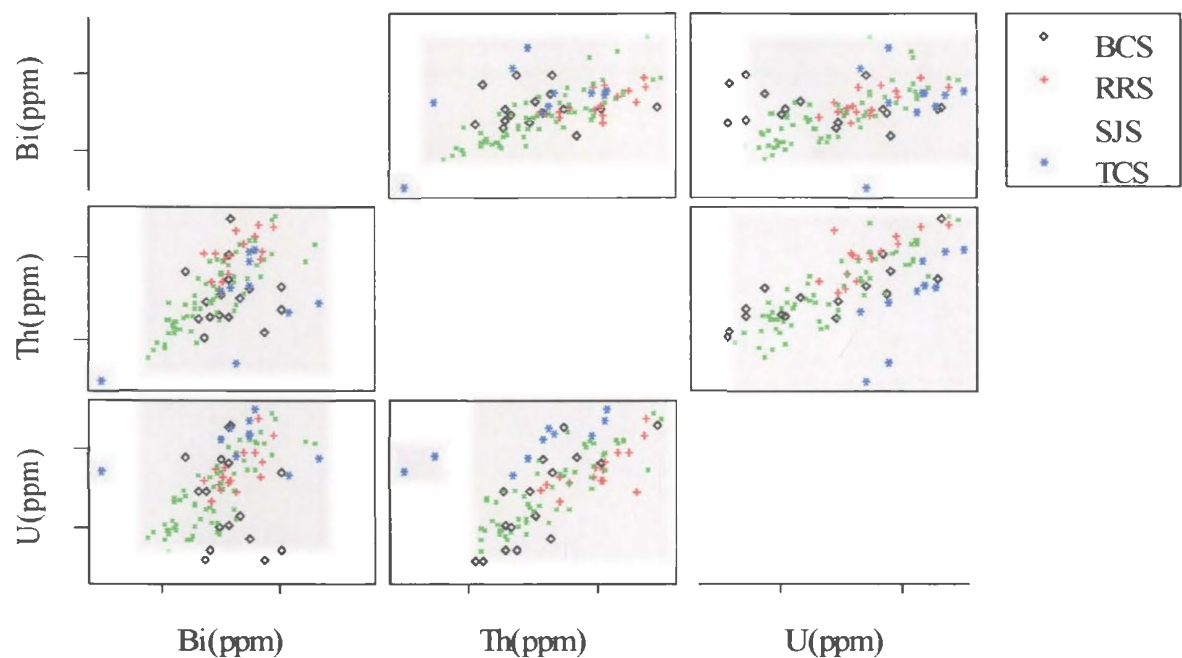 Bi(ppm)
Th(ppm)
U(ppm)
BCS
RRS
SJS
TCS
Bi(ppm)
Th(ppm)
U(ppm)